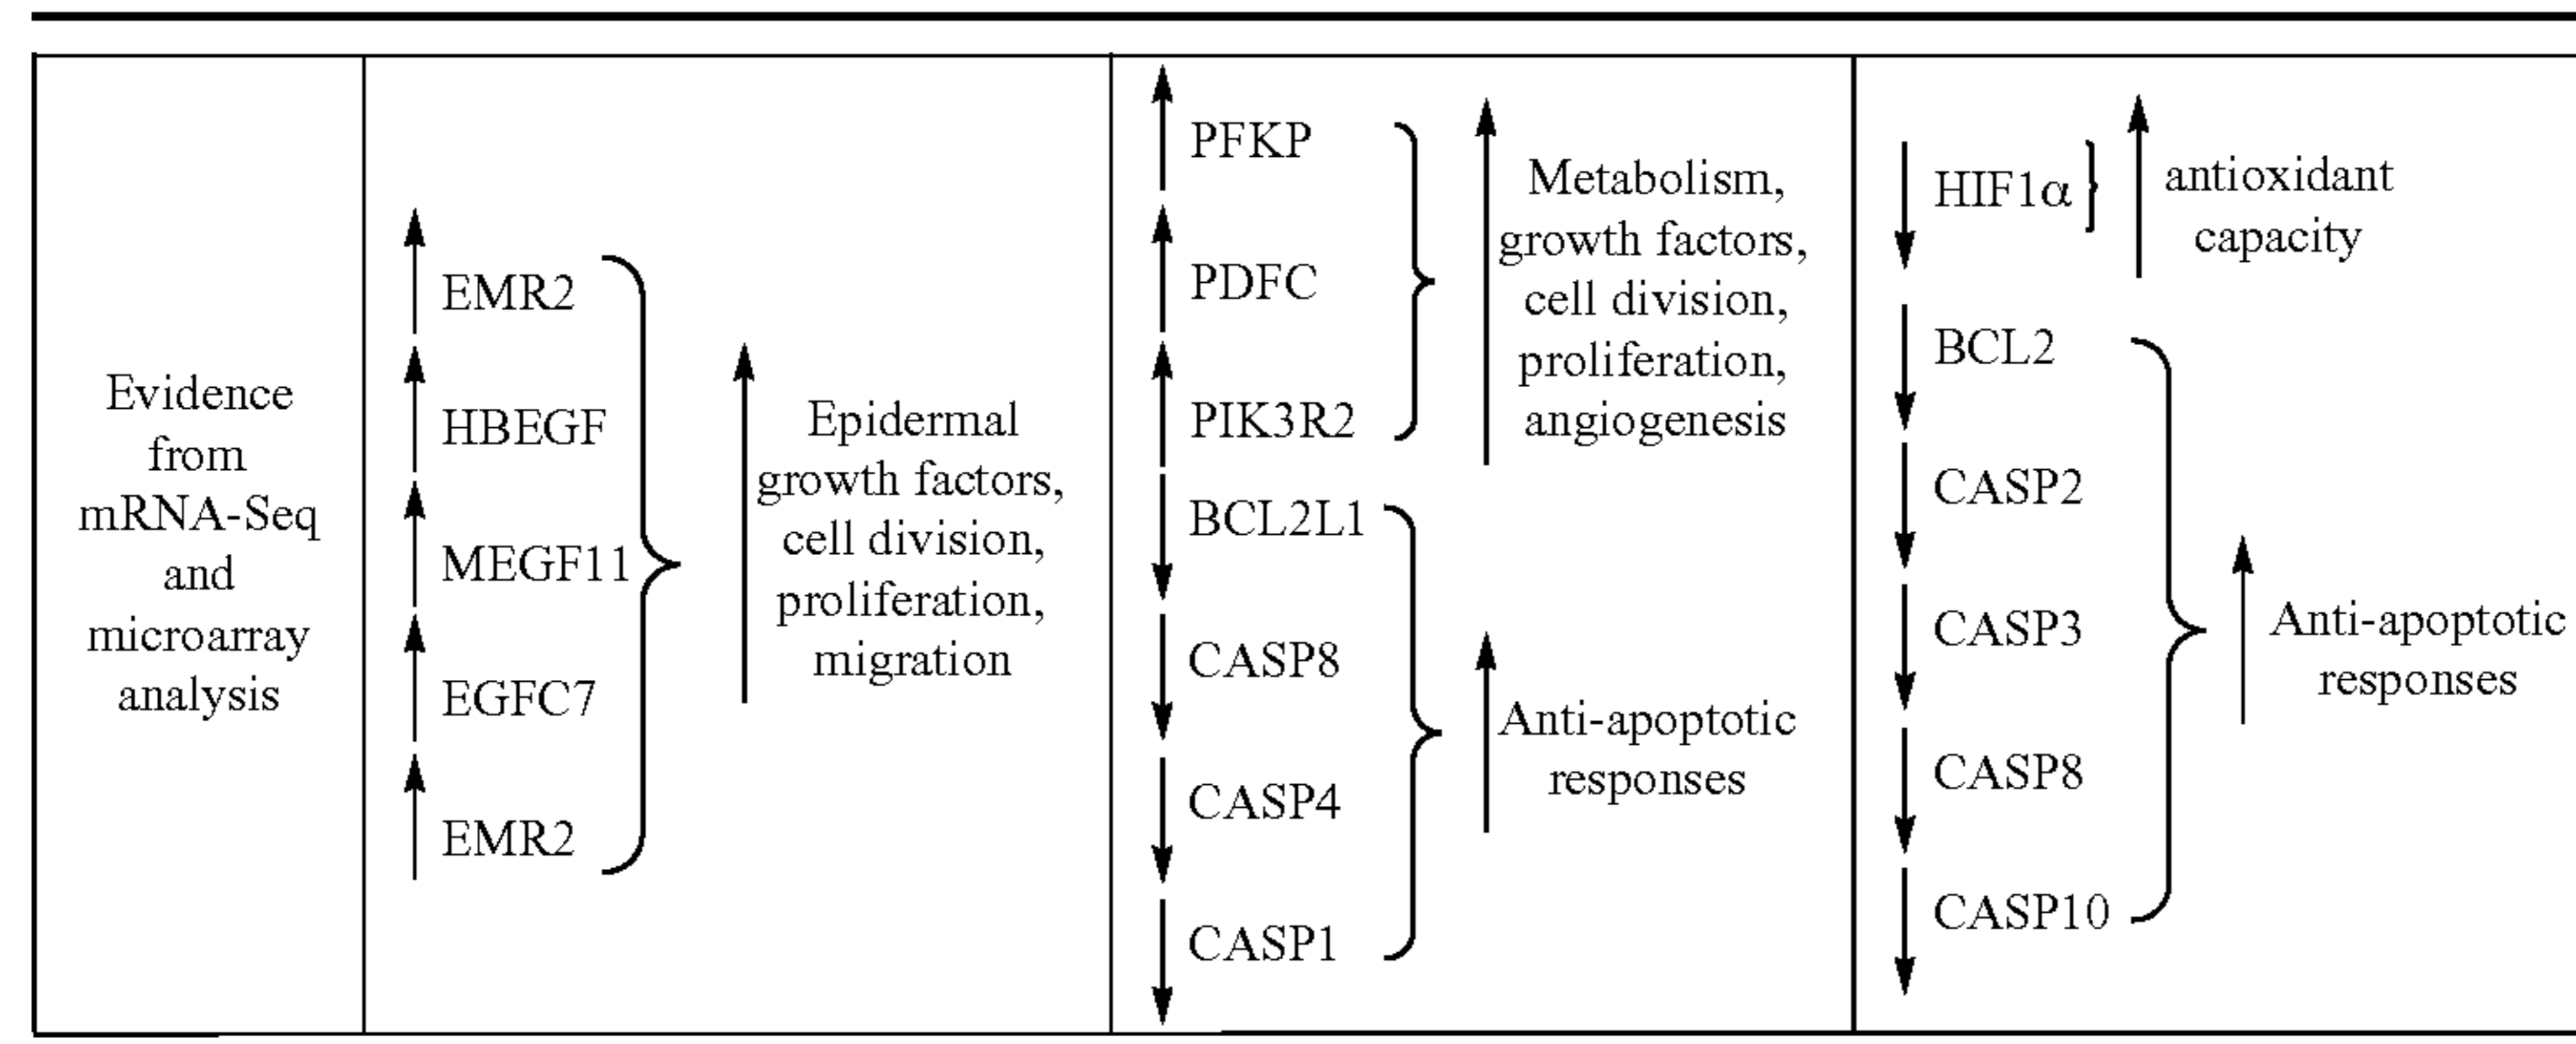 Evidence
from
mRNA-Seq
and
microarray
analysis
EMR2
HBEGF
MEGF11
EGFC7
EMR2
Epidermal
growth factors,
cell division,
proliferation,
migration
PFKP
PDFC
PIK3R2
Metabolism,
growth factors,
cell division,
proliferation,
angiogenesis
BCL2L1
CASP8
CASP4
CASP1
Anti-apoptotic
responses
HIF1α
antioxidant
capacity
BCL2
CASP2
CASP3
CASP8
CASP10
Anti-apoptotic
responses